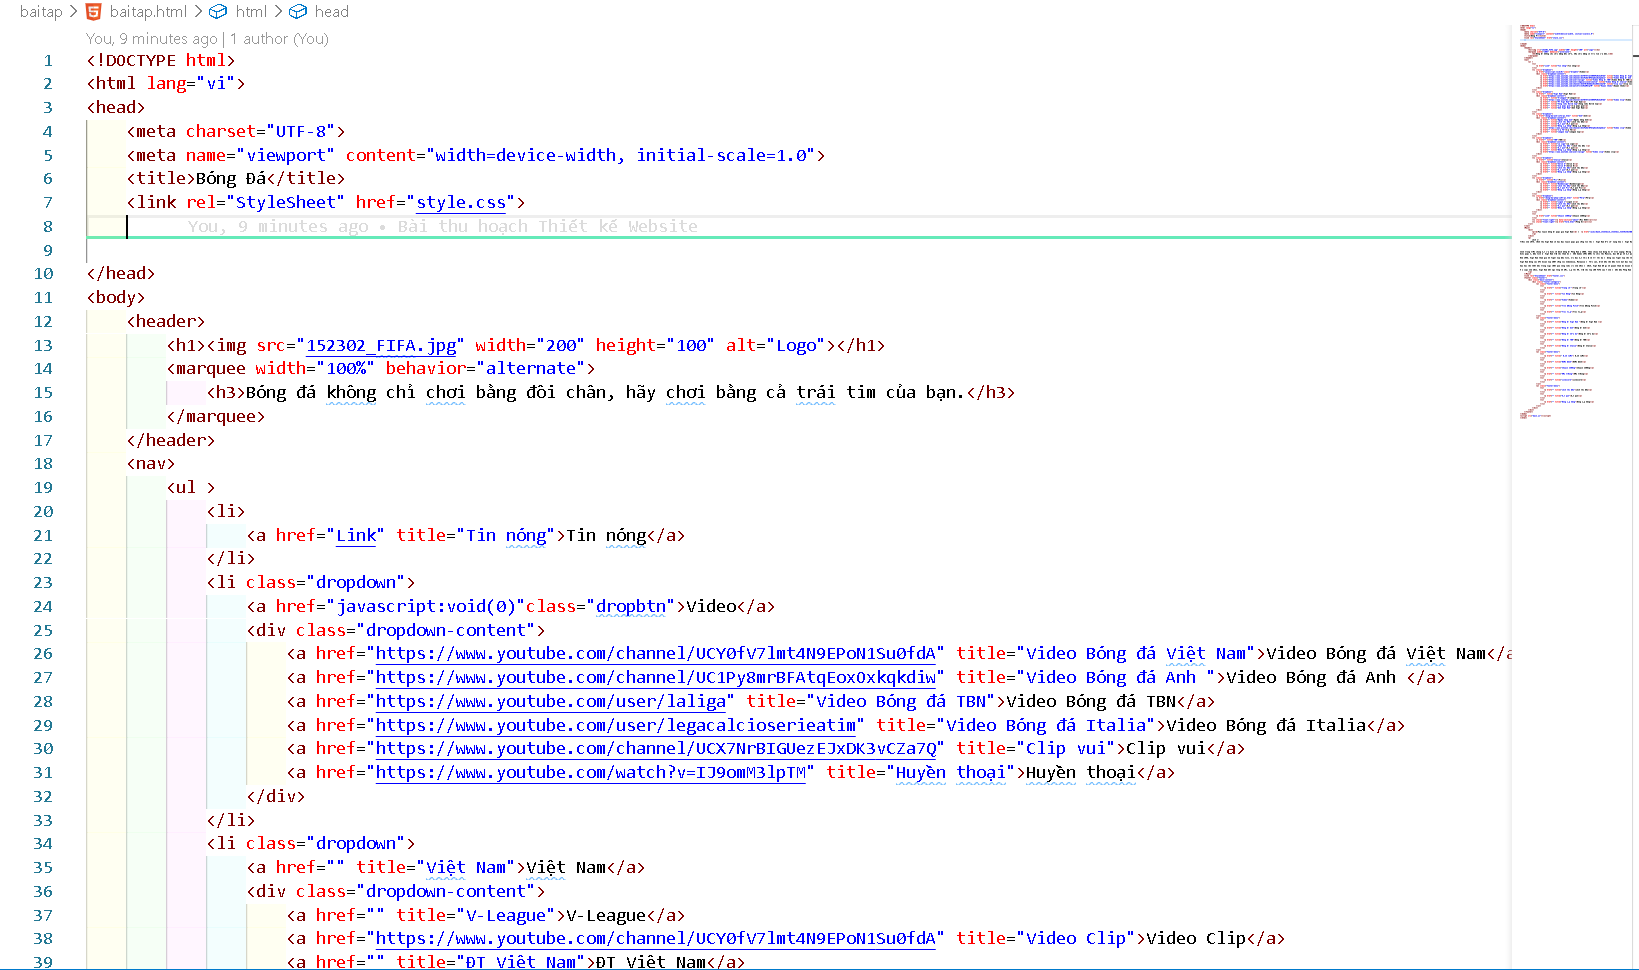 baitap > baitap.html > html > head
You, 9 minutes ago | 1 author (You)
1 <!DOCTYPE html>
2 <html lang="vi">
3 <head>
4 <meta charset="UTF-8">
5 <meta name="viewport" content="width=device-width, initial-scale=1.0">
6 <title>Bóng Đá</title>
7 <link rel="StyleSheet" href="style.css">
8 You, 9 minutes ago • Bài thu hoạch Thiết kế Website
9
10 </head>
11 <body>
12 <header>
13 <h1><img src="152302_FIFA.jpg" width="200" height="100" alt="Logo"></h1>
14 <marquee width="100%" behavior="alternate">
15 <h3>Bóng đá không chỉ chơi bằng đôi chân, hãy chơi bằng cả trái tim của bạn.</h3>
16 </marquee>
17 </header>
18 <nav>
19 <ul >
20 <li>
21 <a href="Link" title="Tin nóng">Tin nóng</a>
22 </li>
23 <li class="dropdown">
24 <a href="javascript:void(0)"class="dropbtn">Video</a>
25 <div class="dropdown-content">
26 <a href="https://www.youtube.com/channel/UCY0fV7lmt4N9EPoN1Su0fdA" title="Video Bóng đá Việt Nam">Video Bóng đá Việt Nam</a
27 <a href="https://www.youtube.com/channel/UC1Py8mrBFAtqEoxOxkqkdiw" title="Video Bóng đá Anh ">Video Bóng đá Anh </a>
28 <a href="https://www.youtube.com/user/laliga" title="Video Bóng đá TBN">Video Bóng đá TBN</a>
29 <a href="https://www.youtube.com/user/legacalcioserieatim" title="Video Bóng đá Italia">Video Bóng đá Italia</a>
30 <a href="https://www.youtube.com/channel/UCX7NrBIGUezEJxDK3vCZa7Q" title="Clip vui">Clip vui</a>
31 <a href="https://www.youtube.com/watch?v=IJ9omM3lpTM" title="Huyền thoại">Huyền thoại</a>
32 </div>
33 </li>
34 <li class="dropdown">
35 <a href="" title="Việt Nam">Việt Nam</a>
36 <div class="dropdown-content">
37 <a href="" title="V-League">V-League</a>
38 <a href="https://www.youtube.com/channel/UCY0fV7lmt4N9EPoN1Su0fdA" title="Video Clip">Video Clip</a>
39 <a href="" title="ĐT Việt Nam">ĐT Việt Nam</a>